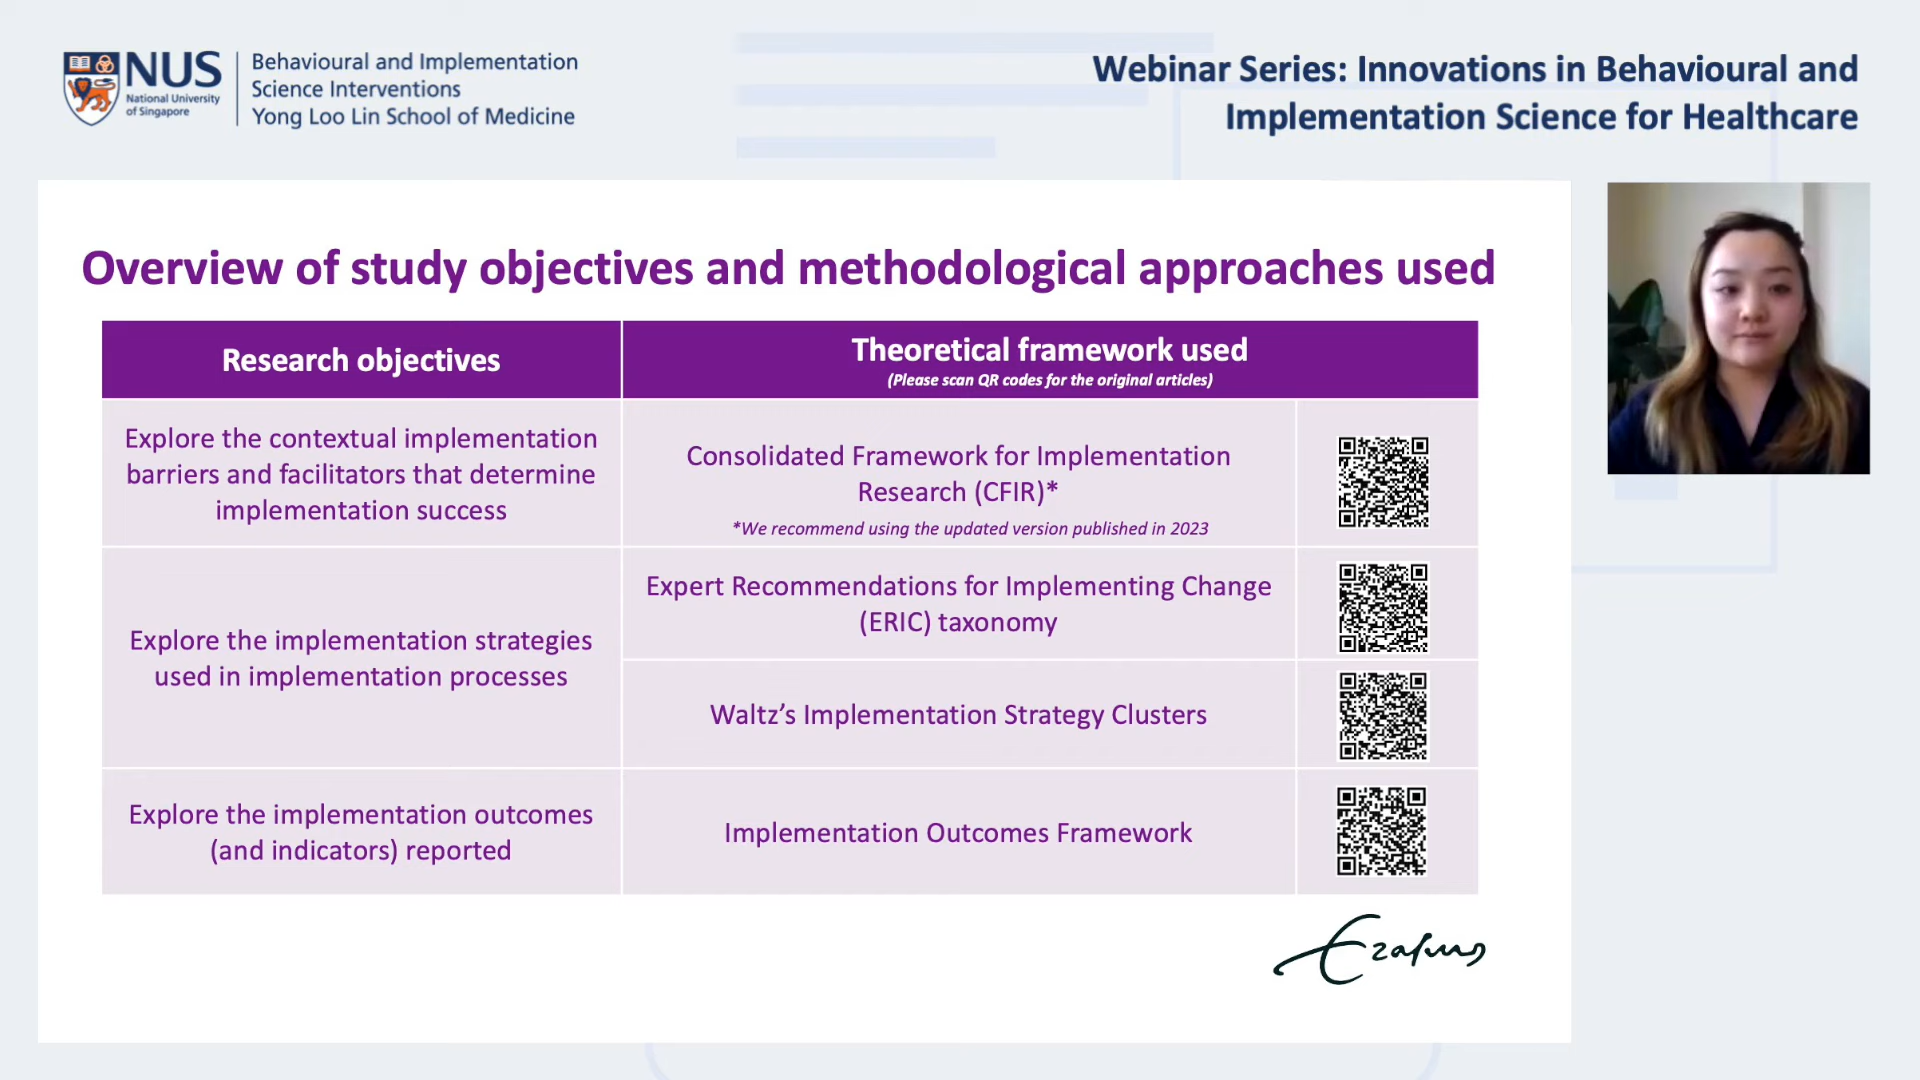 NUS
National University
of Singapore
Behavioural and Implementation
Science Interventions
Yong Loo Lin School of Medicine
Webinar Series: Innovations in Behavioural and
Implementation Science for Healthcare
Overview of study objectives and methodological approaches used
Research objectives
Theoretical framework used
(Please scan QR codes for the original articles)
Explore the contextual implementation
barriers and facilitators that determine
implementation success
Consolidated Framework for Implementation
Research (CFIR)*
*We recommend using the updated version published in 2023
Explore the implementation strategies
used in implementation processes
Expert Recommendations for Implementing Change
(ERIC) taxonomy
Waltz’s Implementation Strategy Clusters
Explore the implementation outcomes
(and indicators) reported
Implementation Outcomes Framework
Erasmus